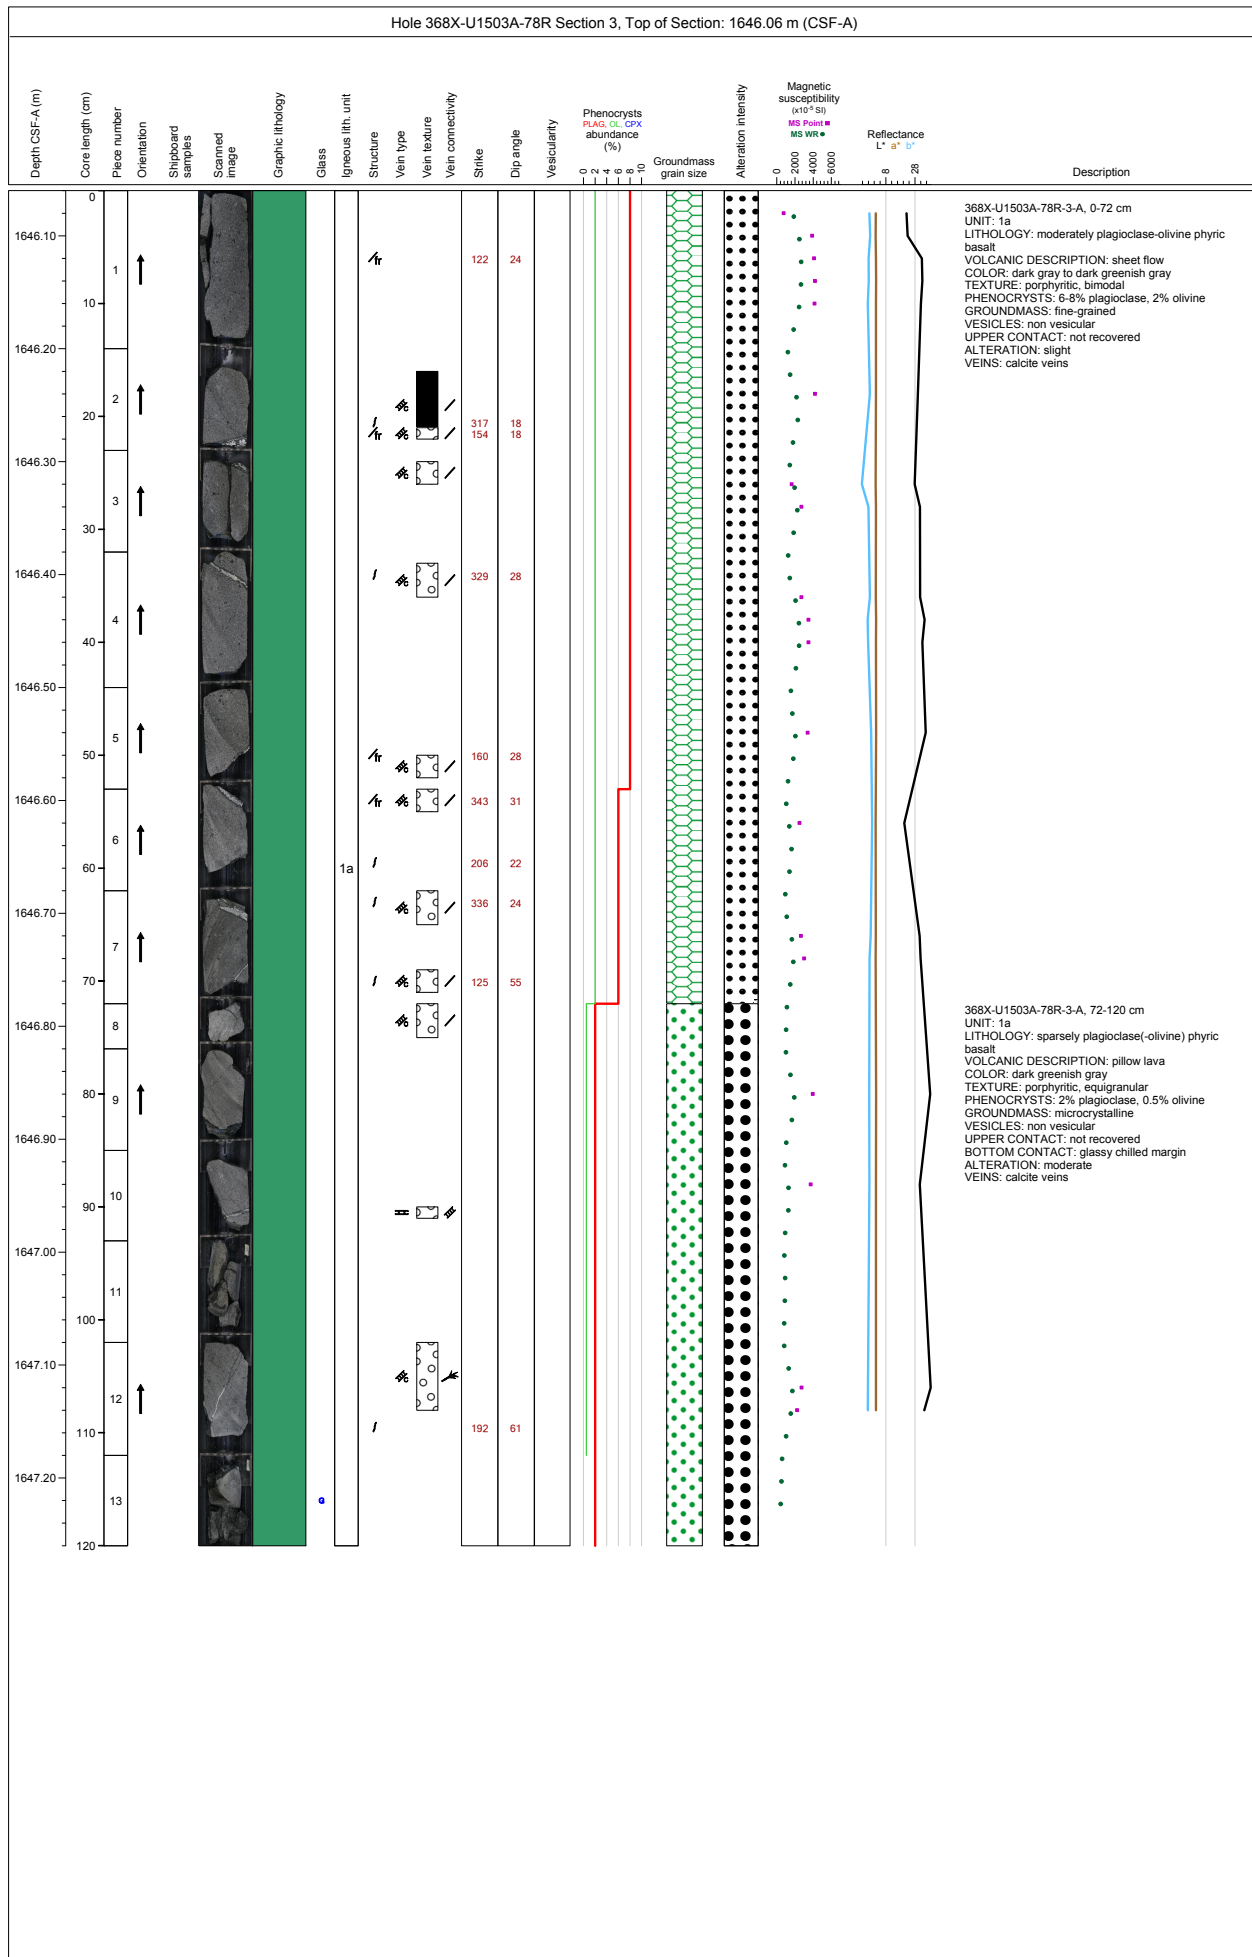 Hole 368X-U1503A-78R Section 3, Top of Section: 1646.06 m (CSF-A)
Depth CSF-A (m)
Core length (cm)
Piece number
Orientation
Shipboard
samples
Scanned
image
Graphic lithology
Glass
Igneous lith. unit
Structure
Vein type
Vein texture
Vein connectivity
Strike
Dip angle
Vesicularity
Phenocrysts
PLAG, OL, CPX
abundance
(%)
0 2 4 6 8 10
Groundmass
grain size
Alteration intensity
Magnetic
susceptibility
(x10-5 SI)
MS Point
MS WR
0 2000 4000 6000
Reflectance
L* a* b*
8 28
Description
0
1646.10
1
fr
122 24
10
1646.20
2
20
c
317 18
fr c
154 18
1646.30
c
3
30
1646.40
c
329 28
4
40
1646.50
5
50
fr
160 28
c
1646.60
fr c
343 31
6
60
1a
206 22
1646.70
336 24
c
7
70
c
125 55
8
c
1646.80
9
80
1646.90
10
90
1647.00
11
100
1647.10
c
12
110
192 61
1647.20
13
G
120
368X-U1503A-78R-3-A, 0-72 cm
UNIT: 1a
LITHOLOGY: moderately plagioclase-olivine phyric
basalt
VOLCANIC DESCRIPTION: sheet flow
COLOR: dark gray to dark greenish gray
TEXTURE: porphyritic, bimodal
PHENOCRYSTS: 6-8% plagioclase, 2% olivine
GROUNDMASS: fine-grained
VESICLES: non vesicular
UPPER CONTACT: not recovered
ALTERATION: slight
VEINS: calcite veins
368X-U1503A-78R-3-A, 72-120 cm
UNIT: 1a
LITHOLOGY: sparsely plagioclase(-olivine) phyric
basalt
VOLCANIC DESCRIPTION: pillow lava
COLOR: dark greenish gray
TEXTURE: porphyritic, equigranular
PHENOCRYSTS: 2% plagioclase, 0.5% olivine
GROUNDMASS: microcrystalline
VESICLES: non vesicular
UPPER CONTACT: not recovered
BOTTOM CONTACT: glassy chilled margin
ALTERATION: moderate
VEINS: calcite veins